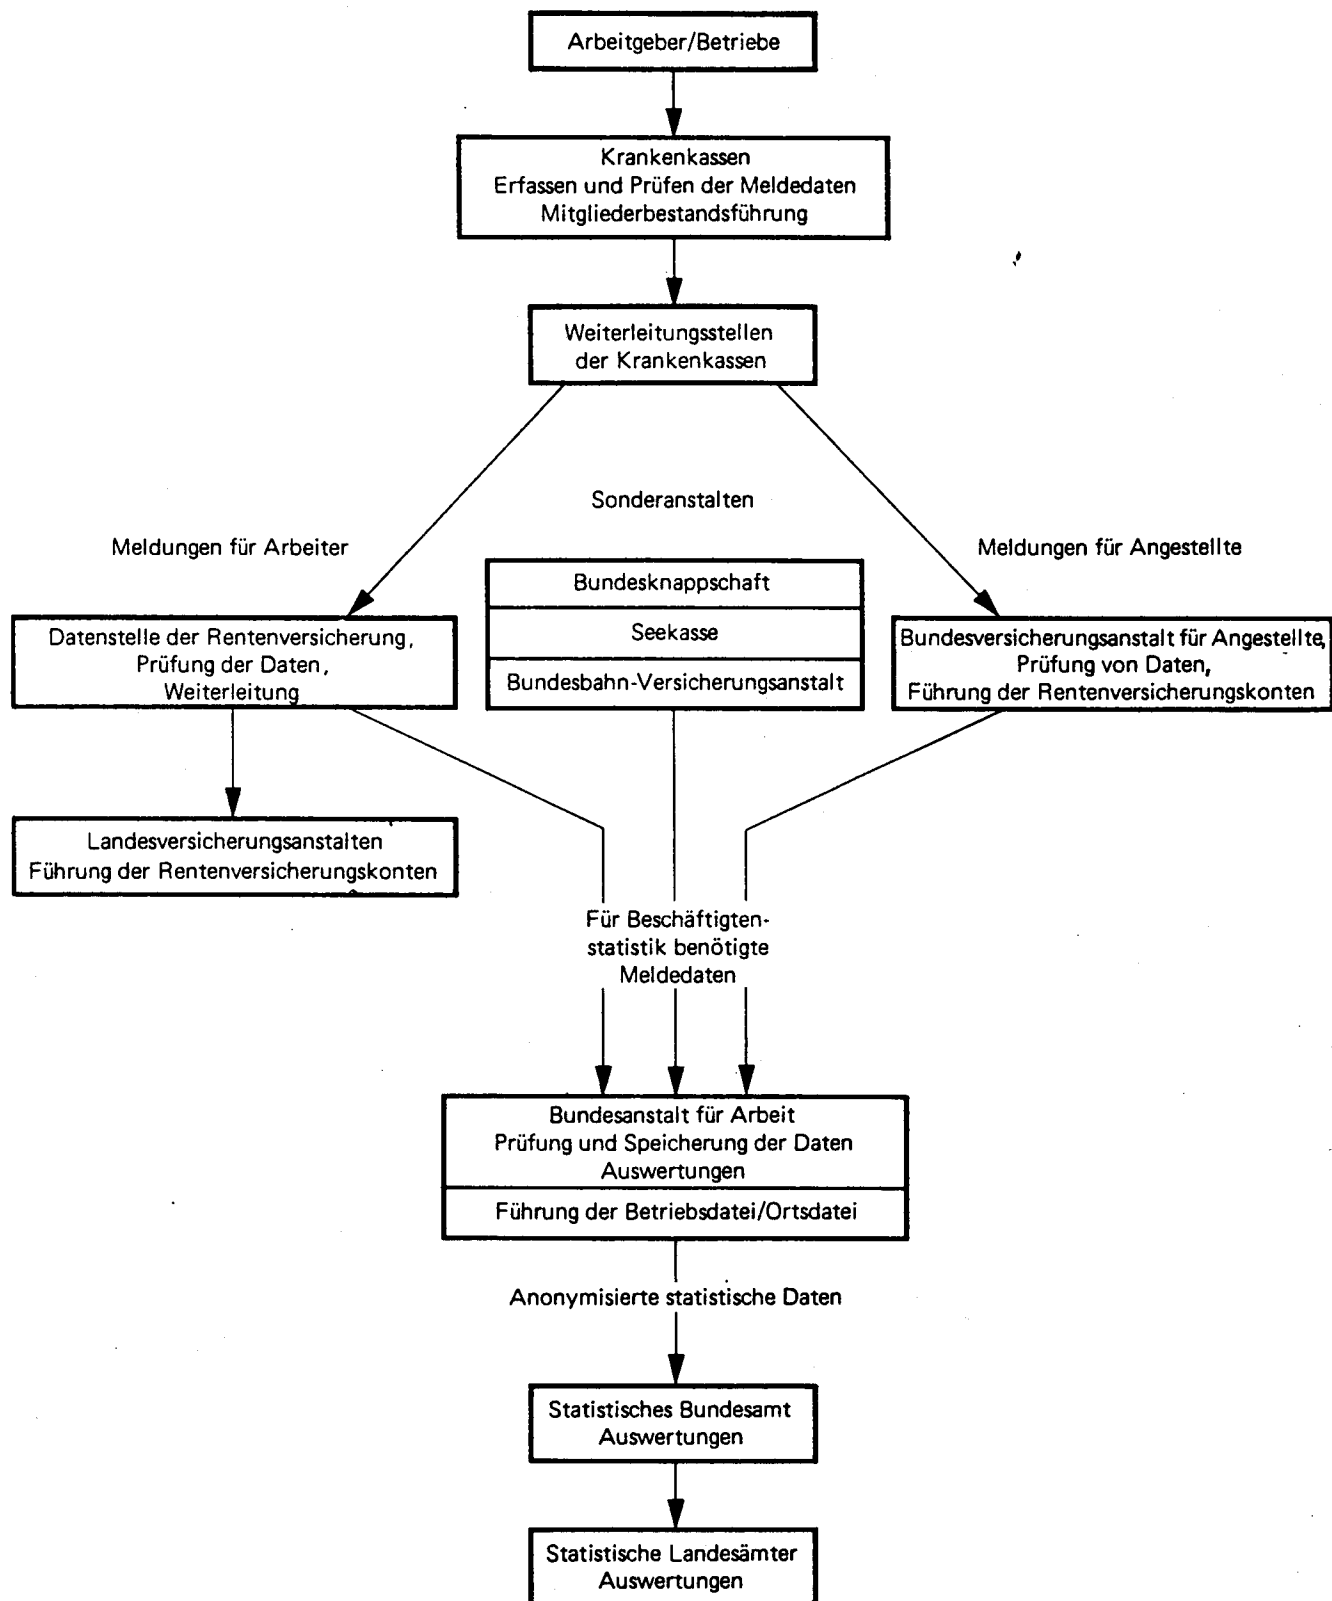 Arbeitgeber/Betriebe
Krankenkassen
Erfassen und Prüfen der Meldedaten
Mitgliederbestandsführung
Weiterleitungsstellen
der Krankenkassen
Sonderanstalten
Meldungen für Arbeiter
Meldungen für Angestellte
Bundesknappschaft
Seekasse
Bundesbahn-Versicherungsanstalt
Datenstelle der Rentenversicherung,
Prüfung der Daten,
Weiterleitung
Bundesversicherungsanstalt für Angestellte,
Prüfung von Daten,
Führung der Rentenversicherungskonten
Landesversicherungsanstalten
Führung der Rentenversicherungskonten
Für Beschäftigten-
statistik benötigte
Meldedaten
Bundesanstalt für Arbeit
Prüfung und Speicherung der Daten
Auswertungen
Führung der Betriebsdatei/Ortsdatei
Anonymisierte statistische Daten
Statistisches Bundesamt
Auswertungen
Statistische Landesämter
Auswertungen